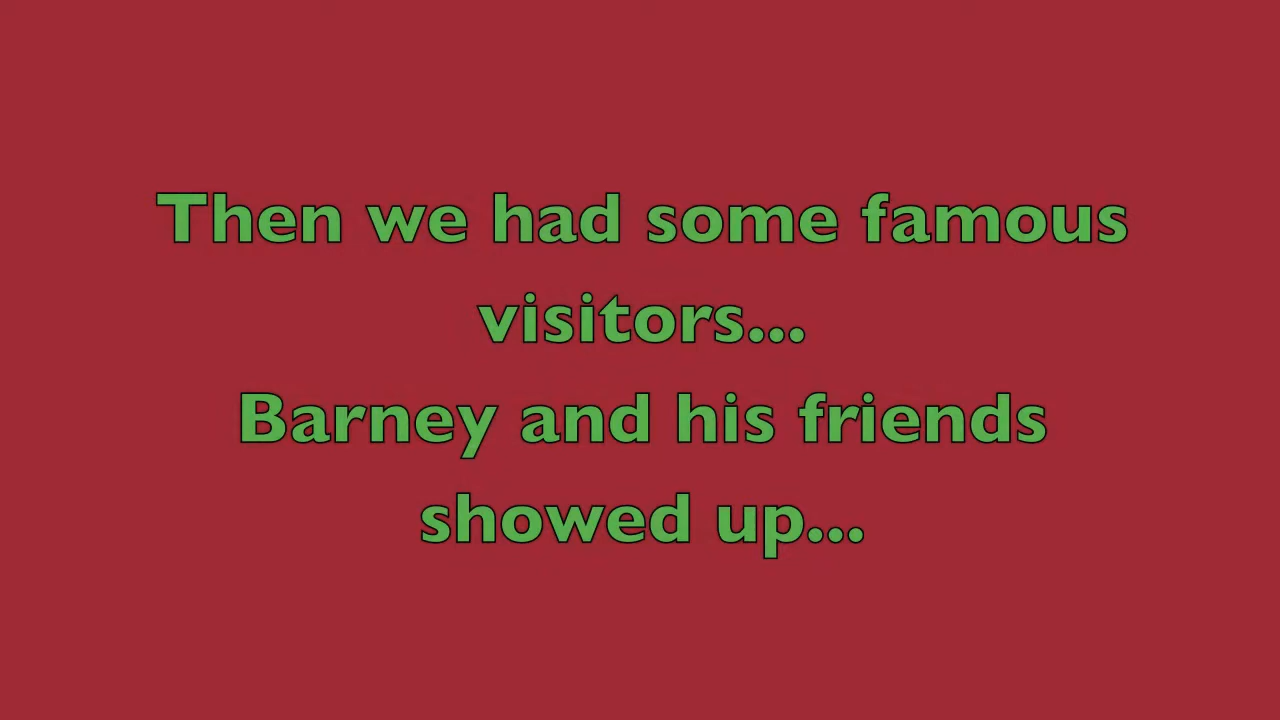 Then we had some famous
visitors...
Barney and his friends
showed up...